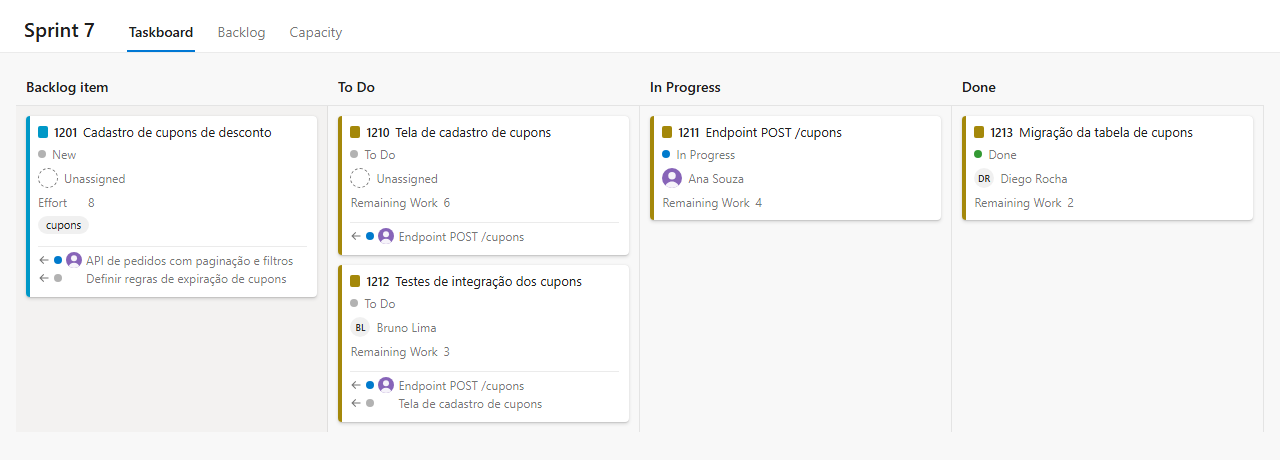 Sprint 7
Taskboard
Backlog
Capacity
Backlog item
To Do
In Progress
Done
1201 Cadastro de cupons de desconto
New
Unassigned
Effort 8
cupons
← API de pedidos com paginação e filtros
← Definir regras de expiração de cupons
1210 Tela de cadastro de cupons
To Do
Unassigned
Remaining Work 6
← Endpoint POST /cupons
1212 Testes de integração dos cupons
To Do
BL Bruno Lima
Remaining Work 3
← Endpoint POST /cupons
← Tela de cadastro de cupons
1211 Endpoint POST /cupons
In Progress
Ana Souza
Remaining Work 4
1213 Migração da tabela de cupons
Done
DR Diego Rocha
Remaining Work 2